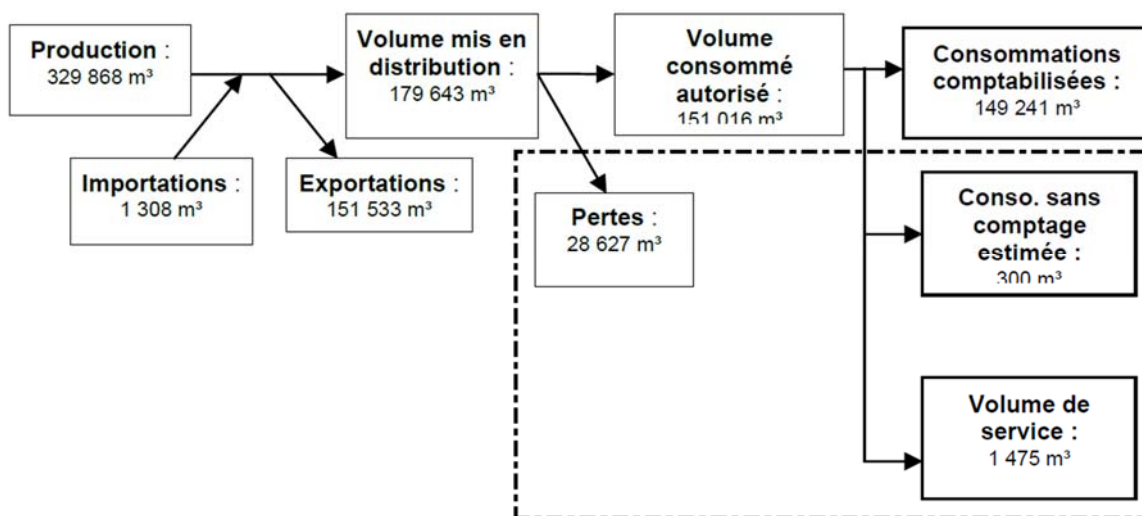 Production :
329 868 m³
Volume mis en
distribution :
179 643 m³
Volume
consommé
autorisé :
151 016 m³
Consommations
comptabilisées :
149 241 m³
Importations :
1 308 m³
Exportations :
151 533 m³
Pertes :
28 627 m³
Conso. sans
comptage
estimée :
300 m³
Volume de
service :
1 475 m³